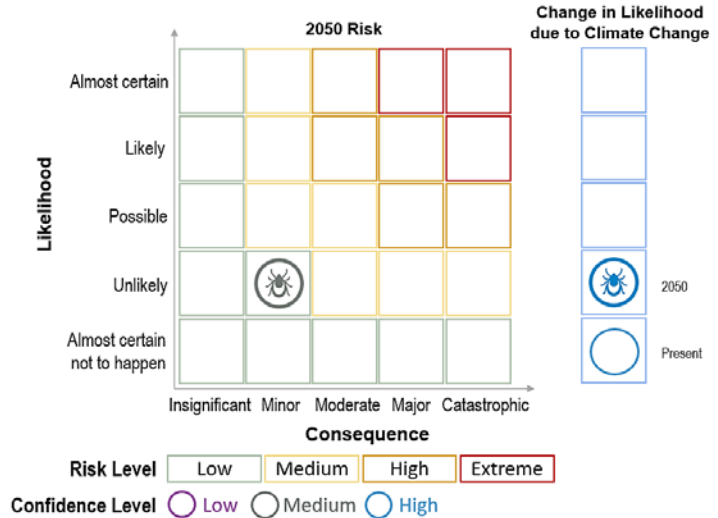 2050 Risk
Change in Likelihood
due to Climate Change
Likelihood
Almost certain
Likely
Possible
Unlikely
2050
Almost certain
not to happen
Present
Insignificant Minor Moderate Major Catastrophic
Consequence
Risk Level Low Medium High Extreme
Confidence Level Low Medium High